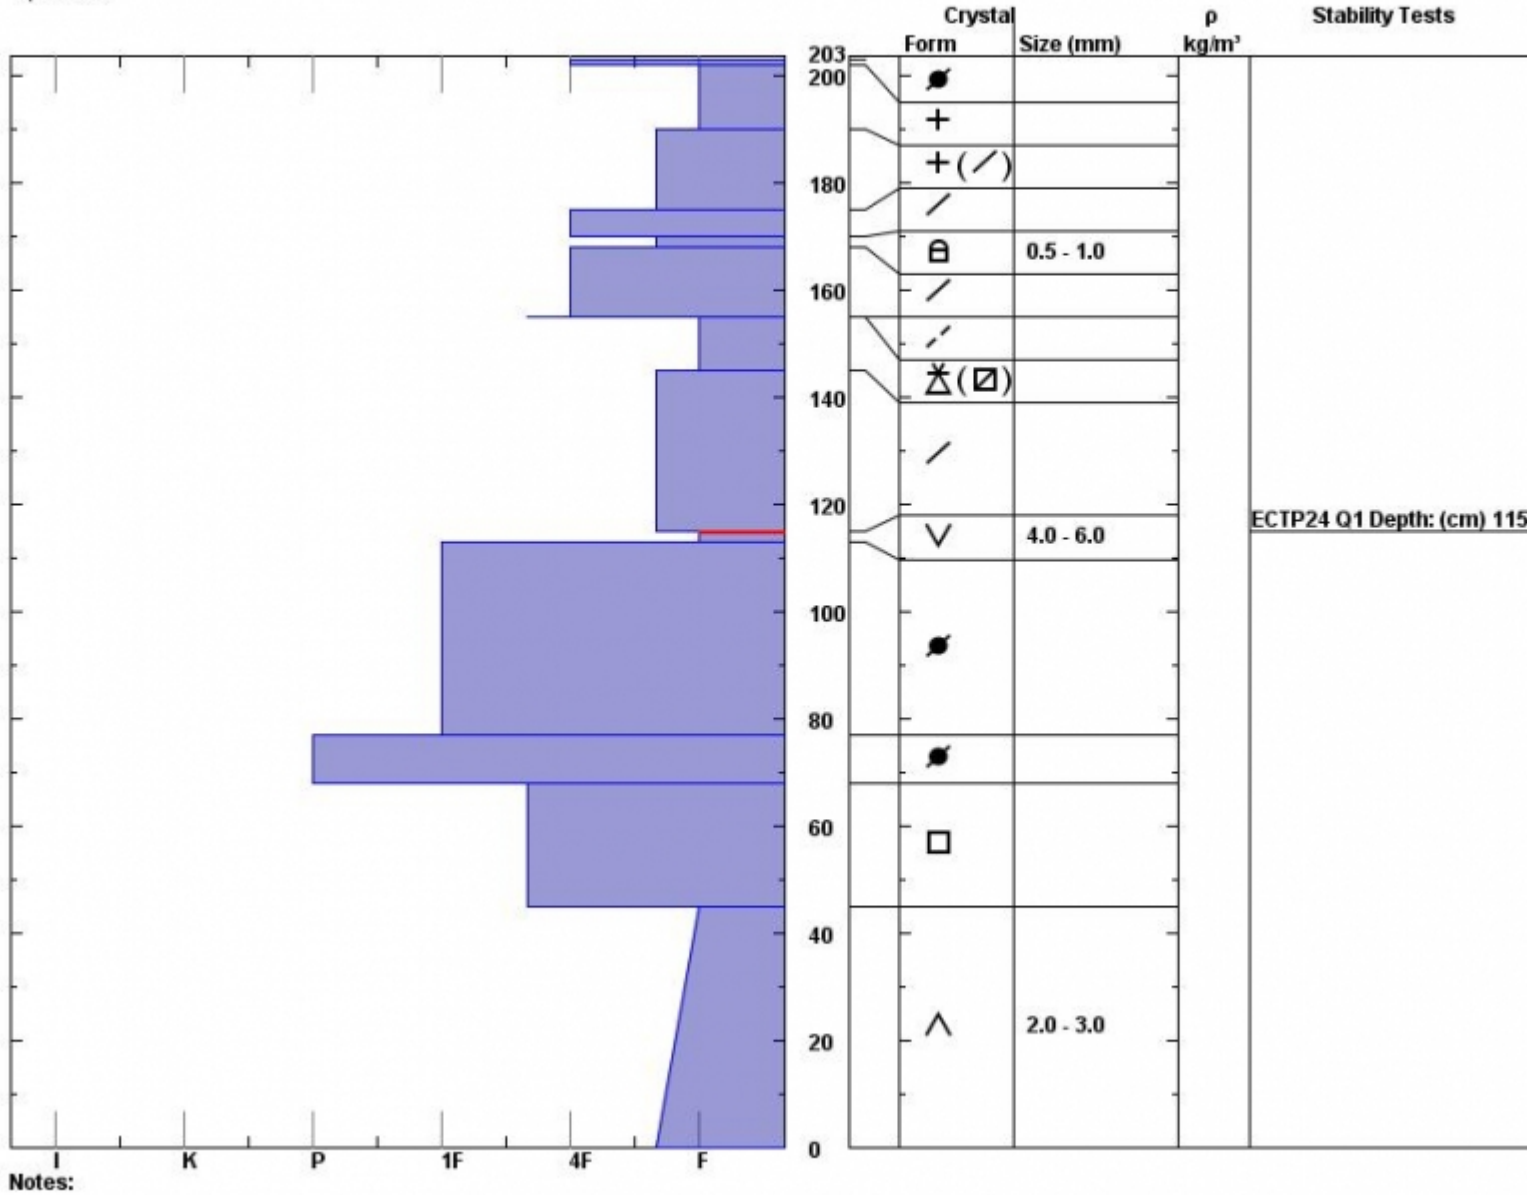 Crystal ρ Stability Tests
Form Size (mm) kg/m³
203
200
180
0.5 - 1.0
160
140
120
ECTP24 Q1 Depth: (cm) 115
4.0 - 6.0
100
80
60
40
2.0 - 3.0
20
0
I K P 1F 4F F
Notes: